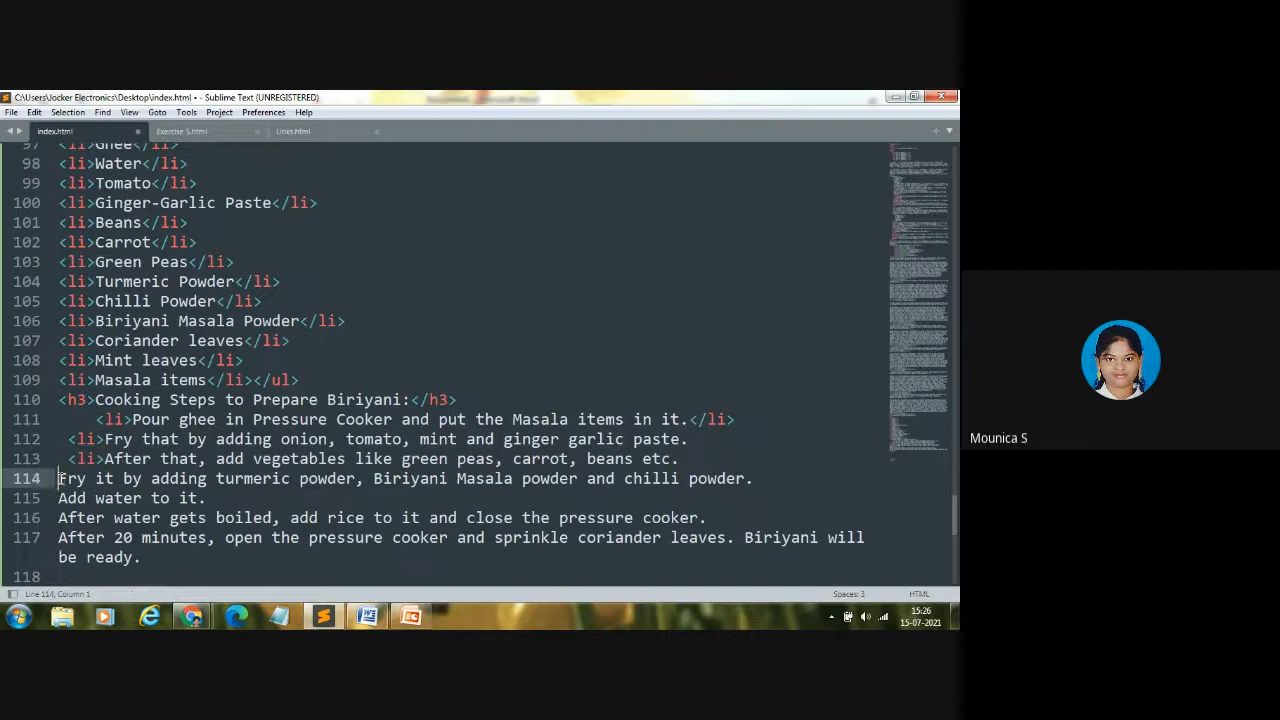 C:\Users\Jocker Electronics\Desktop\index.html • - Sublime Text (UNREGISTERED)
File Edit Selection Find View Goto Tools Project Preferences Help
index.html Exercise 5.html Links.html
97 <li>Ghee</li>
98 <li>Water</li>
99 <li>Tomato</li>
100 <li>Ginger-Garlic Paste</li>
101 <li>Beans</li>
102 <li>Carrot</li>
103 <li>Green Peas</li>
104 <li>Turmeric Powder</li>
105 <li>Chilli Powder</li>
106 <li>Biriyani Masala Powder</li>
107 <li>Coriander leaves</li>
108 <li>Mint leaves</li>
109 <li>Masala items</li></ul>
110 <h3>Cooking Steps to Prepare Biriyani:</h3>
111 <li>Pour ghee in Pressure Cooker and put the Masala items in it.</li>
112 <li>Fry that by adding onion, tomato, mint and ginger garlic paste.
113 <li>After that, add vegetables like green peas, carrot, beans etc.
114 Fry it by adding turmeric powder, Biriyani Masala powder and chilli powder.
115 Add water to it.
116 After water gets boiled, add rice to it and close the pressure cooker.
117 After 20 minutes, open the pressure cooker and sprinkle coriander leaves. Biriyani will
be ready.
118
Line 114, Column 1 Spaces: 3 HTML
15:26
15-07-2021
Mounica S